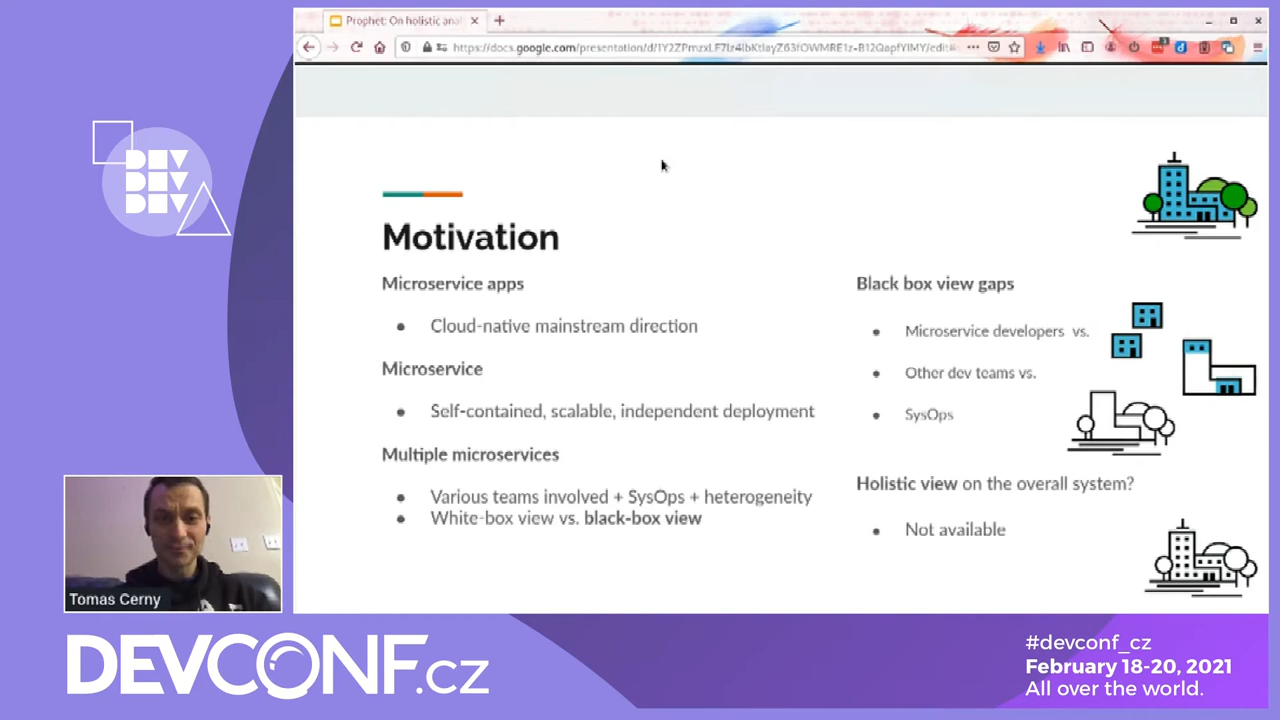 Prophet: On holistic anal
DEV
DEV
DEV
Motivation
Microservice apps
Cloud-native mainstream direction
Microservice
Self-contained, scalable, independent deployment
Multiple microservices
Various teams involved + SysOps + heterogeneity
White-box view vs. black-box view
Black box view gaps
Microservice developers vs.
Other dev teams vs.
SysOps
Holistic view on the overall system?
Not available
Tomas Cerny
DEVCONF.cz
#devconf_cz
February 18-20, 2021
All over the world.